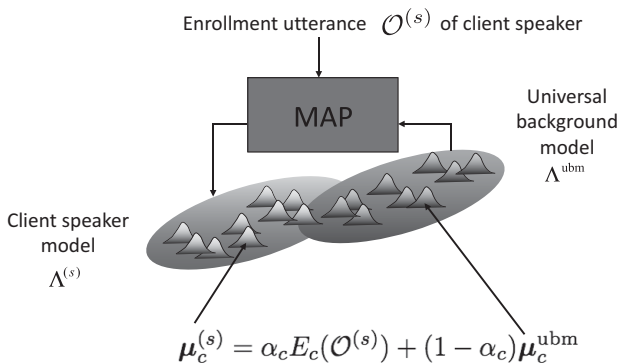 Enrollment utterance 𝒪^(s) of client speaker
MAP
Universal
background
model
Λ^ubm
Client speaker
model
Λ^(s)
μ_c^(s) = α_c E_c(𝒪^(s)) + (1 − α_c)μ_c^ubm